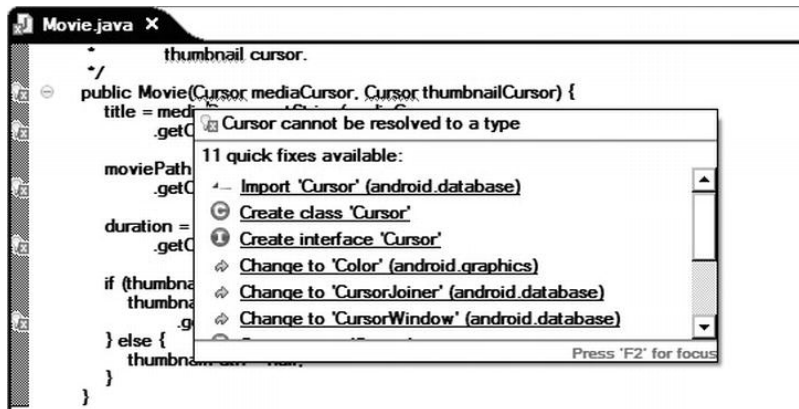 Movie.java
* thumbnail cursor.
*/
public Movie(Cursor mediaCursor, Cursor thumbnailCursor) {
title =
.getC
Cursor cannot be resolved to a type
11 quick fixes available:
moviePath
.getC
Import 'Cursor' (android.database)
Create class 'Cursor'
duration =
.getC
Create interface 'Cursor'
Change to 'Color' (android.graphics)
if (thumbna
thumbna
.ge
Change to 'CursorJoiner' (android.database)
Change to 'CursorWindow' (android.database)
} else {
Press 'F2' for focus
}
}